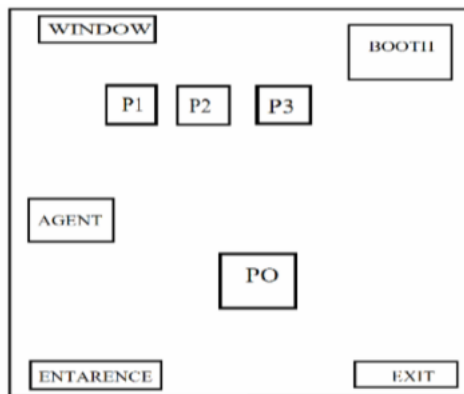 WINDOW
BOOTH
P1 P2 P3
AGENT
PO
ENTARENCE
EXIT